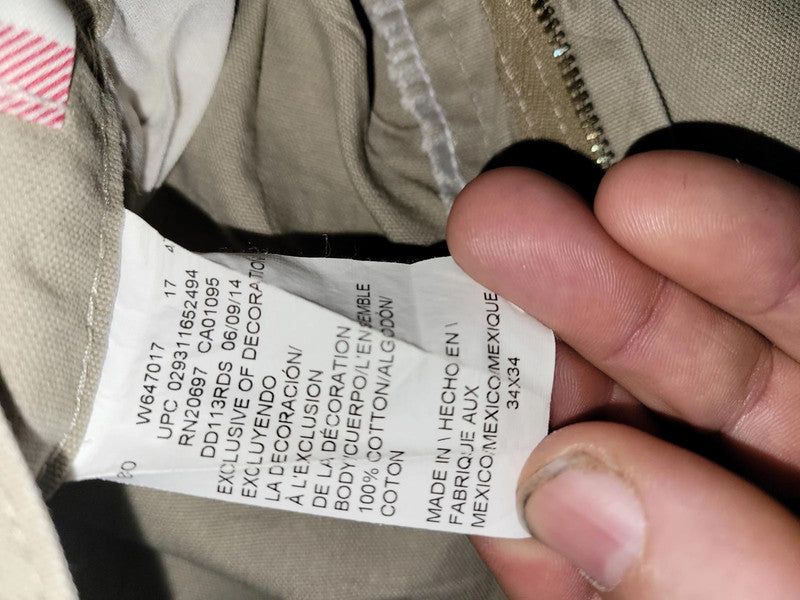 W647017 17
UPC 029311652494
RN20697 CA01095
DD113RDS 06/09/14
EXCLUSIVE OF DECORATION
EXCLUYENDO
LA DECORACIÓN/
À L'EXCLUSION
DE LA DÉCORATION
BODY/CUERPO/L'ENSEMBLE
100% COTTON/ALGODÓN/
COTON
MADE IN \ HECHO EN \
FABRIQUE AUX
MEXICO/MEXICO/MEXIQUE
34X34